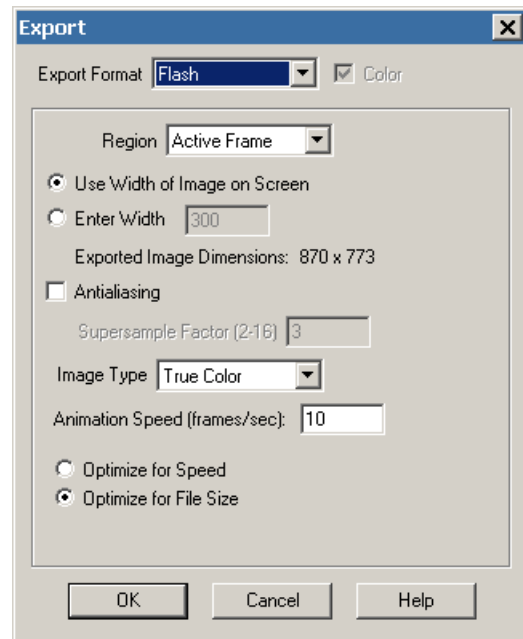 Export
Export Format Flash Color
Region Active Frame
Use Width of Image on Screen
Enter Width 300
Exported Image Dimensions: 870 x 773
Antialiasing
Supersample Factor (2-16) 3
Image Type True Color
Animation Speed (frames/sec): 10
Optimize for Speed
Optimize for File Size
OK Cancel Help